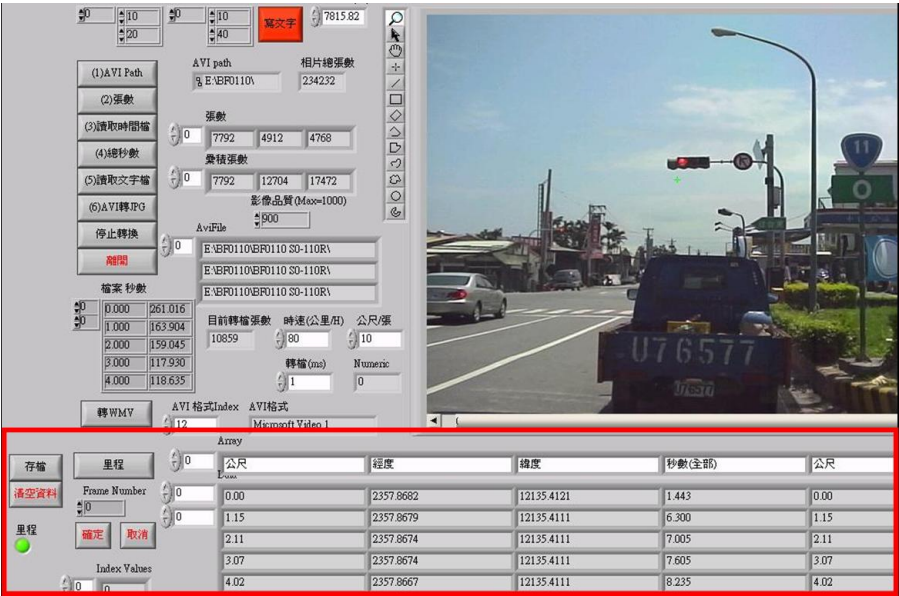 0 10 0 10 寫文字 7815.82
20 40
AVI path 相片總張數
(1)AVI Path E:\BF0110\ 234232
(2)張數
張數
(3)讀取時間檔 0 7792 4912 4768
(4)總秒數 彙積張數
(5)讀取文字檔 0 7792 12704 17472
影像品質(Max=1000)
(6)AVI轉JPG 900
停止轉換 AviFile
0 E:\BF0110\BF0110 S0-110R\
離開 E:\BF0110\BF0110 S0-110R\
E:\BF0110\BF0110 S0-110R\
檔案 秒數
0 0.000 261.016
0 1.000 163.904
2.000 159.045
3.000 117.930
4.000 118.635
目前轉檔張數 時速(公里/H) 公尺/張
10859 80 10
轉檔(ms) Numeric
1 0
轉WMV AVI 格式Index AVI格式
12 Microsoft Video 1
11
U76577
U76577
Array
存檔 里程 0 公尺 經度 緯度 秒數(全部) 公尺
Data
清空資料 Frame Number 0 0.00 2357.8682 12135.4121 1.443 0.00
0 0 1.15 2357.8679 12135.4111 6.300 1.15
里程 確定 取消 2.11 2357.8674 12135.4111 7.005 2.11
3.07 2357.8674 12135.4111 7.605 3.07
Index Values
0 0 4.02 2357.8667 12135.4111 8.235 4.02